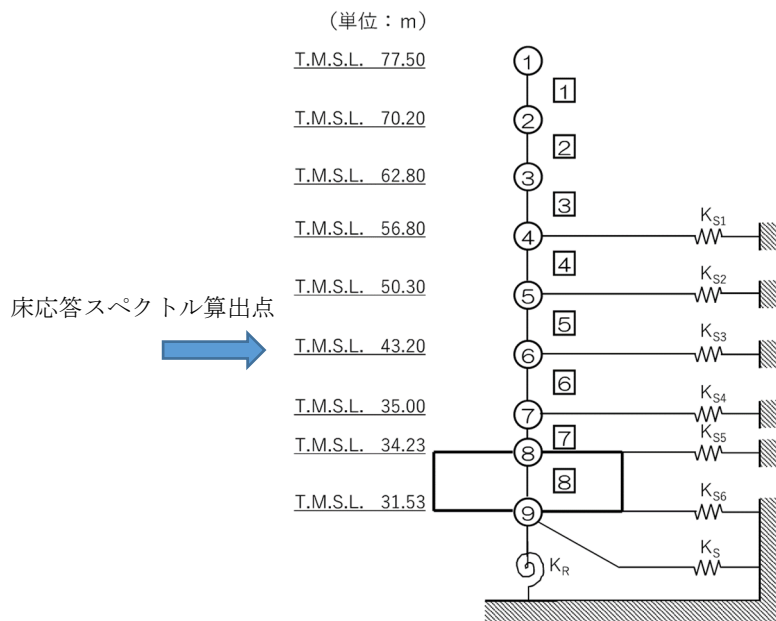 （単位：m）
T.M.S.L. 77.50
①
1
T.M.S.L. 70.20
②
2
T.M.S.L. 62.80
③
3
T.M.S.L. 56.80
④
KS1
4
T.M.S.L. 50.30
⑤
KS2
床応答スペクトル算出点
5
T.M.S.L. 43.20
⑥
KS3
6
T.M.S.L. 35.00
⑦
KS4
7
T.M.S.L. 34.23
⑧
KS5
8
T.M.S.L. 31.53
⑨
KS6
KR
KS